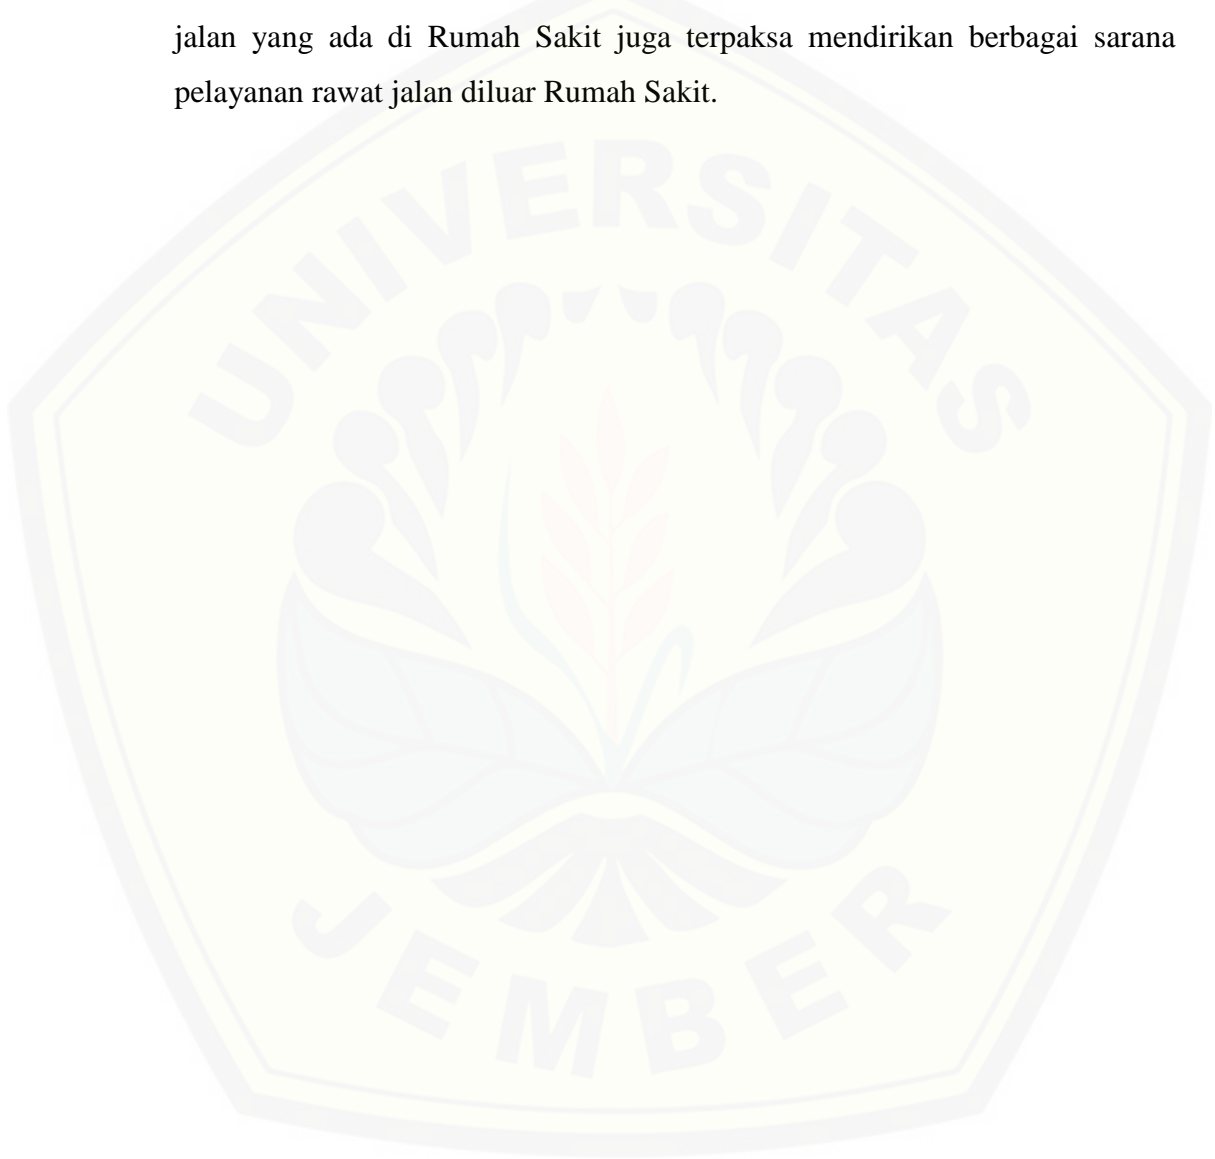 jalan yang ada di Rumah Sakit juga terpaksa mendirikan berbagai sarana
pelayanan rawat jalan diluar Rumah Sakit.
UNIVERSITAS
JEMBER